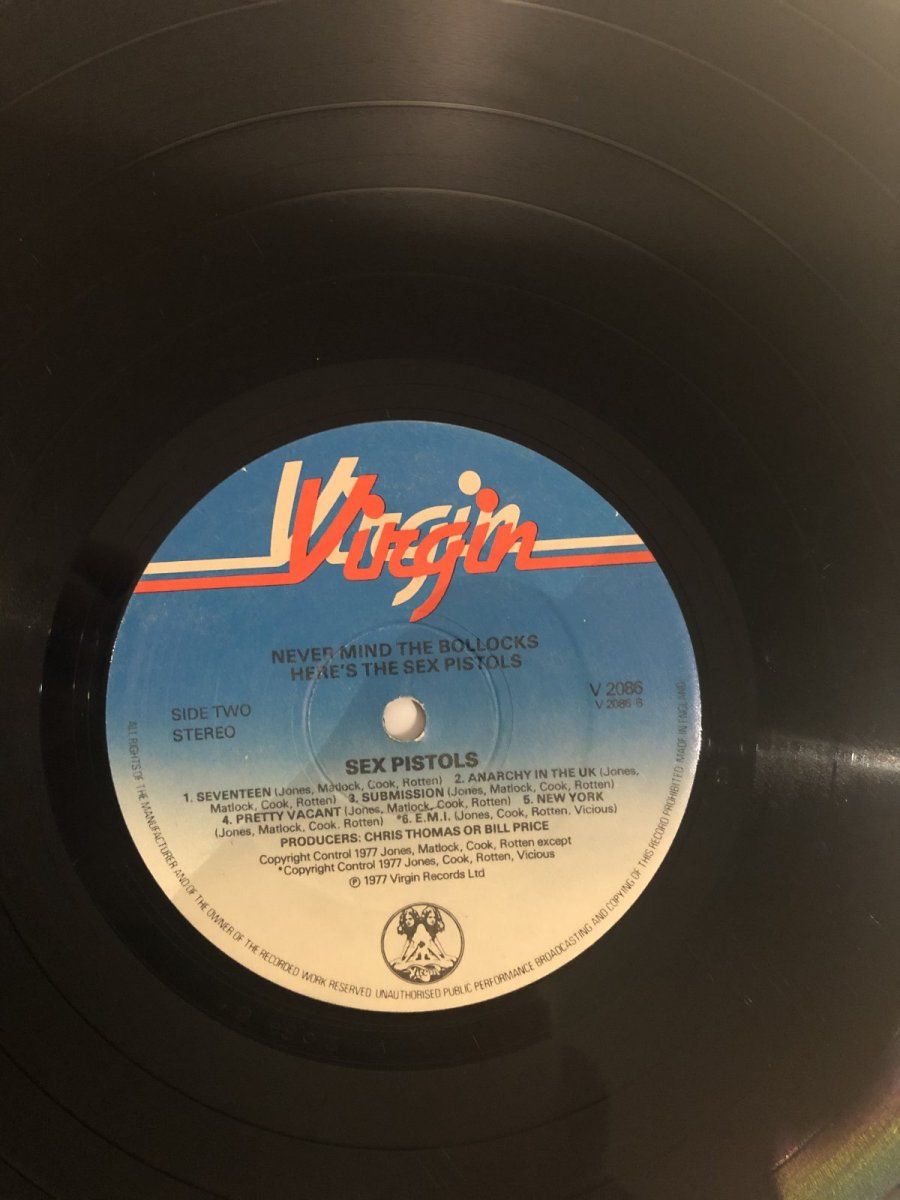 Virgin
NEVER MIND THE BOLLOCKS
HERE'S THE SEX PISTOLS
SIDE TWO
STEREO
V 2086
V 2086 B
SEX PISTOLS
1. SEVENTEEN (Jones, Matlock, Cook, Rotten) 2. ANARCHY IN THE UK (Jones,
Matlock, Cook, Rotten) 3. SUBMISSION (Jones, Matlock, Cook, Rotten)
4. PRETTY VACANT (Jones, Matlock, Cook, Rotten) 5. NEW YORK
(Jones, Matlock, Cook, Rotten) *6. E.M.I. (Jones, Cook, Rotten, Vicious)
PRODUCERS: CHRIS THOMAS OR BILL PRICE
Copyright Control 1977 Jones, Matlock, Cook, Rotten except
*Copyright Control 1977 Jones, Cook, Rotten, Vicious
℗ 1977 Virgin Records Ltd
VIRGIN
ALL RIGHTS OF THE MANUFACTURER AND OF THE OWNER OF THE RECORDED WORK RESERVED. UNAUTHORISED PUBLIC PERFORMANCE BROADCASTING AND COPYING OF THIS RECORD PROHIBITED MADE IN ENGLAND